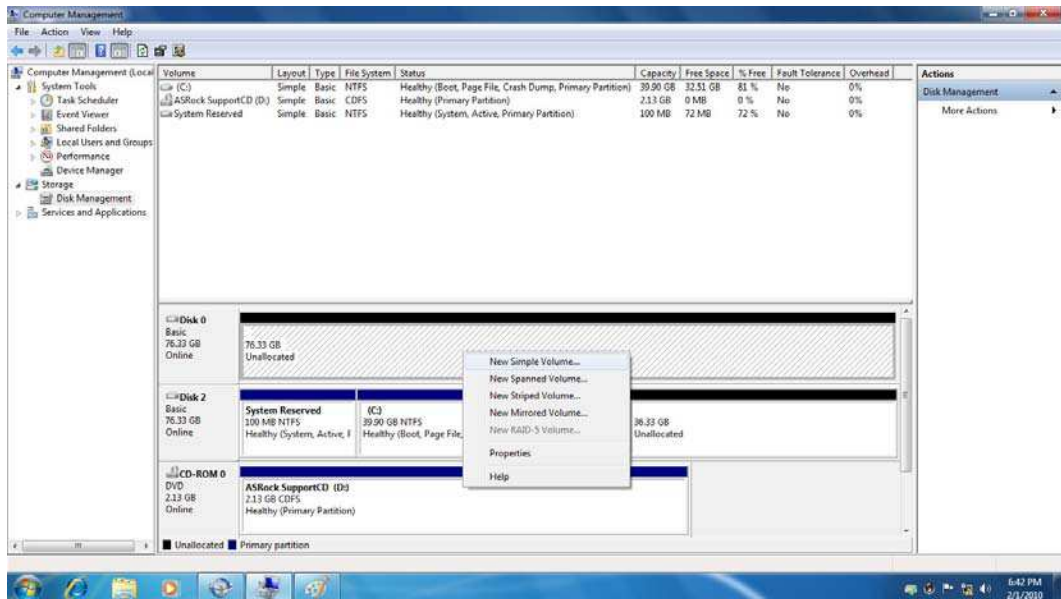 Computer Management
File Action View Help
Computer Management (Local
System Tools
Task Scheduler
Event Viewer
Shared Folders
Local Users and Groups
Performance
Device Manager
Storage
Disk Management
Services and Applications
Volume Layout Type File System Status Capacity Free Space % Free Fault Tolerance Overhead
(C:) Simple Basic NTFS Healthy (Boot, Page File, Crash Dump, Primary Partition) 39.90 GB 32.51 GB 81 % No 0%
ASRock SupportCD (D:) Simple Basic CDFS Healthy (Primary Partition) 2.13 GB 0 MB 0 % No 0%
System Reserved Simple Basic NTFS Healthy (System, Active, Primary Partition) 100 MB 72 MB 72 % No 0%
Actions
Disk Management
More Actions
Disk 0
Basic
76.33 GB
Online
76.33 GB
Unallocated
New Simple Volume...
New Spanned Volume...
New Striped Volume...
New Mirrored Volume...
New RAID-5 Volume...
Properties
Help
Disk 2
Basic
76.33 GB
Online
System Reserved
100 MB NTFS
Healthy (System, Active, P
(C:)
39.90 GB NTFS
Healthy (Boot, Page File,
36.33 GB
Unallocated
CD-ROM 0
DVD
2.13 GB
Online
ASRock SupportCD (D:)
2.13 GB CDFS
Healthy (Primary Partition)
Unallocated Primary partition
6:42 PM
2/1/2010